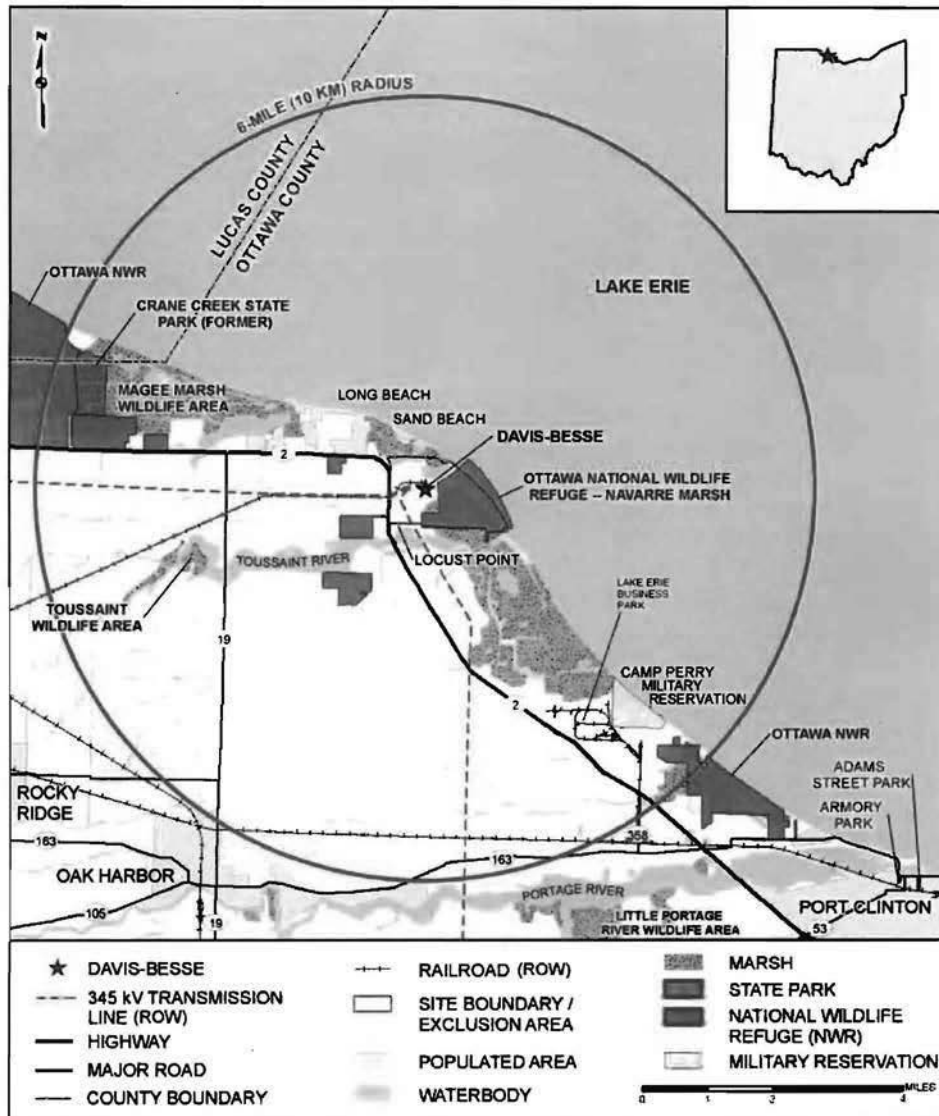 N
6-MILE (10 KM) RADIUS
LUCAS COUNTY
OTTAWA COUNTY
LAKE ERIE
OTTAWA NWR
CRANE CREEK STATE
PARK (FORMER)
MAGEE MARSH
WILDLIFE AREA
LONG BEACH
SAND BEACH
DAVIS-BESSE
2
OTTAWA NATIONAL WILDLIFE
REFUGE – NAVARRE MARSH
TOUSSAINT RIVER
LOCUST POINT
LAKE ERIE
BUSINESS
PARK
TOUSSAINT
WILDLIFE AREA
19
CAMP PERRY
MILITARY
RESERVATION
2
OTTAWA NWR
ADAMS
STREET PARK
ARMORY
PARK
ROCKY
RIDGE
163
358
163
OAK HARBOR
105
19
PORTAGE RIVER
PORT CLINTON
LITTLE PORTAGE
RIVER WILDLIFE AREA
53
DAVIS-BESSE
345 kV TRANSMISSION
LINE (ROW)
HIGHWAY
MAJOR ROAD
COUNTY BOUNDARY
RAILROAD (ROW)
SITE BOUNDARY /
EXCLUSION AREA
POPULATED AREA
WATERBODY
MARSH
STATE PARK
NATIONAL WILDLIFE
REFUGE (NWR)
MILITARY RESERVATION
MILES
0 1 2 4